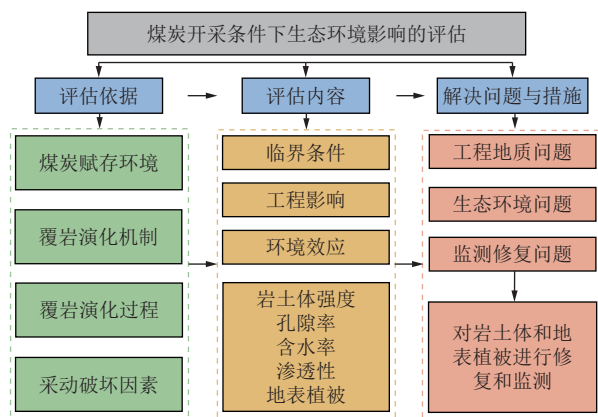 煤炭开采条件下生态环境影响的评估
评估依据
评估内容
解决问题与措施
煤炭赋存环境
覆岩演化机制
覆岩演化过程
采动破坏因素
临界条件
工程影响
环境效应
岩土体强度
孔隙率
含水率
渗透性
地表植被
工程地质问题
生态环境问题
监测修复问题
对岩土体和地
表植被进行修
复和监测